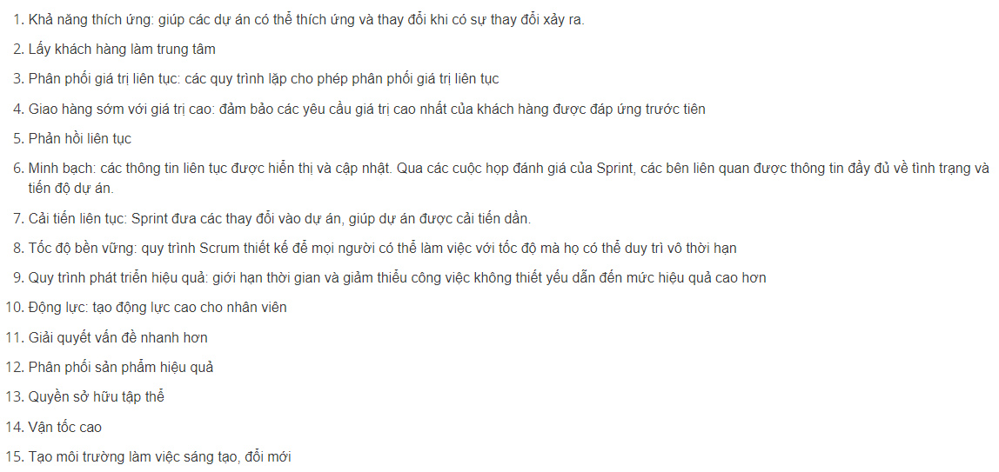 1. Khả năng thích ứng: giúp các dự án có thể thích ứng và thay đổi khi có sự thay đổi xảy ra.
2. Lấy khách hàng làm trung tâm
3. Phân phối giá trị liên tục: các quy trình lặp cho phép phân phối giá trị liên tục
4. Giao hàng sớm với giá trị cao: đảm bảo các yêu cầu giá trị cao nhất của khách hàng được đáp ứng trước tiên
5. Phản hồi liên tục
6. Minh bạch: các thông tin liên tục được hiển thị và cập nhật. Qua các cuộc họp đánh giá của Sprint, các bên liên quan được thông tin đầy đủ về tình trạng và
tiến độ dự án.
7. Cải tiến liên tục: Sprint đưa các thay đổi vào dự án, giúp dự án được cải tiến dần.
8. Tốc độ bền vững: quy trình Scrum thiết kế để mọi người có thể làm việc với tốc độ mà họ có thể duy trì vô thời hạn
9. Quy trình phát triển hiệu quả: giới hạn thời gian và giảm thiểu công việc không thiết yếu dẫn đến mức hiệu quả cao hơn
10. Động lực: tạo động lực cao cho nhân viên
11. Giải quyết vấn đề nhanh hơn
12. Phân phối sản phẩm hiệu quả
13. Quyền sở hữu tập thể
14. Vận tốc cao
15. Tạo môi trường làm việc sáng tạo, đổi mới